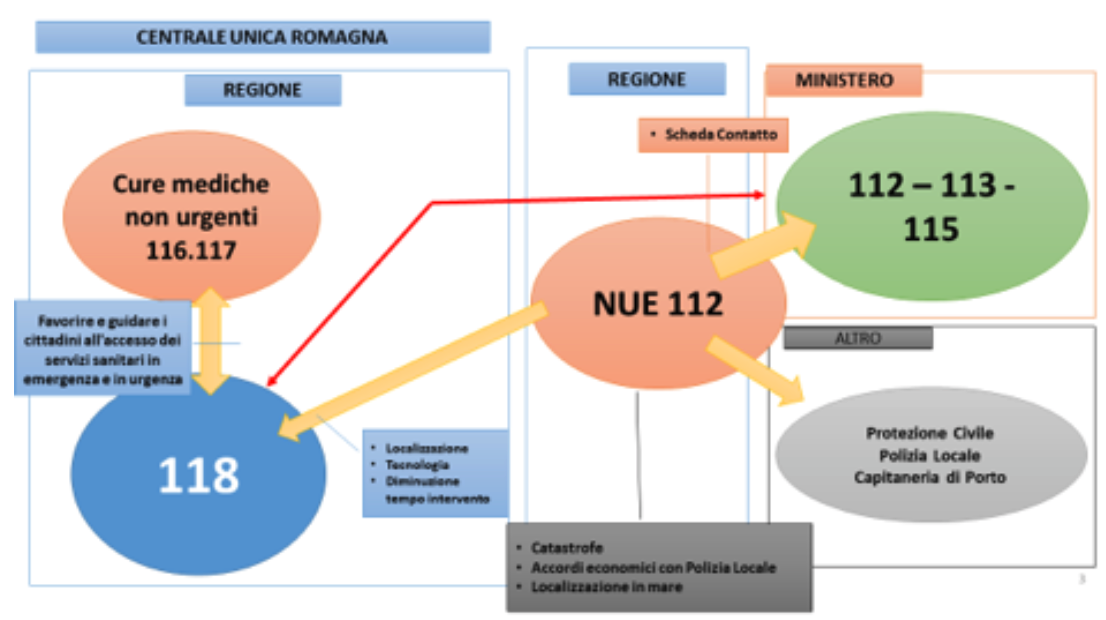 CENTRALE UNICA ROMAGNA
REGIONE
Cure mediche
non urgenti
116.117
Favorire e guidare i
cittadini all'accesso dei
servizi sanitari in
emergenza e in urgenza
118
• Localizzazione
• Tecnologia
• Diminuzione
tempo intervento
REGIONE
• Scheda Contatto
NUE 112
• Catastrofe
• Accordi economici con Polizia Locale
• Localizzazione in mare
MINISTERO
112 – 113 -
115
ALTRO
Protezione Civile
Polizia Locale
Capitaneria di Porto
3